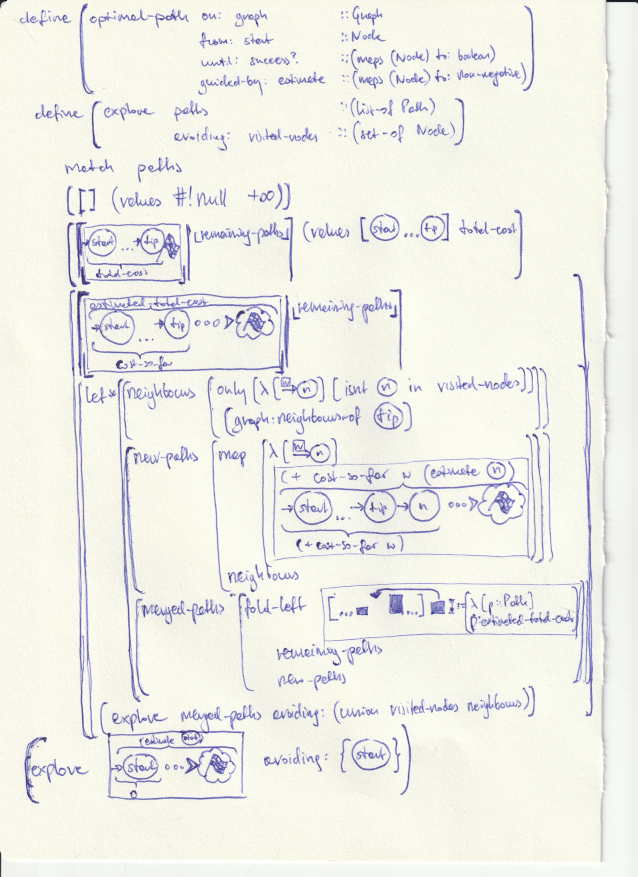 define (optimal-path on: graph :: Graph
from: start :: Node
until: success? :: (maps (Node) to: boolean)
guided-by: estimate :: (maps (Node) to: non-negative))
define (explore paths :: (list-of Path)
avoiding: visited-nodes :: (set-of Node))
match paths
[[] (values #!null +∞)]
[[→ start ... → tip total-cost] remaining-paths] (values [start ... tip] total-cost)
estimated-total-cost
[[→ start ... → tip ooo cost-so-far] remaining-paths]
(let* ((neighbours (only (λ (w → n) (isnt n in visited-nodes))
(graph:neighbours-of tip)))
(new-paths (map (λ (w → n)
(+ cost-so-far w (estimate n))
→ start ... → tip → n ooo
(+ cost-so-far w)
neighbours
(merged-paths (fold-left [... ...] := (λ (p::Path)
p:estimated-total-cost)
remaining-paths
new-paths
(explore merged-paths avoiding: (union visited-nodes neighbours))]
(estimate start)
(explore → start ooo avoiding: {start})
0